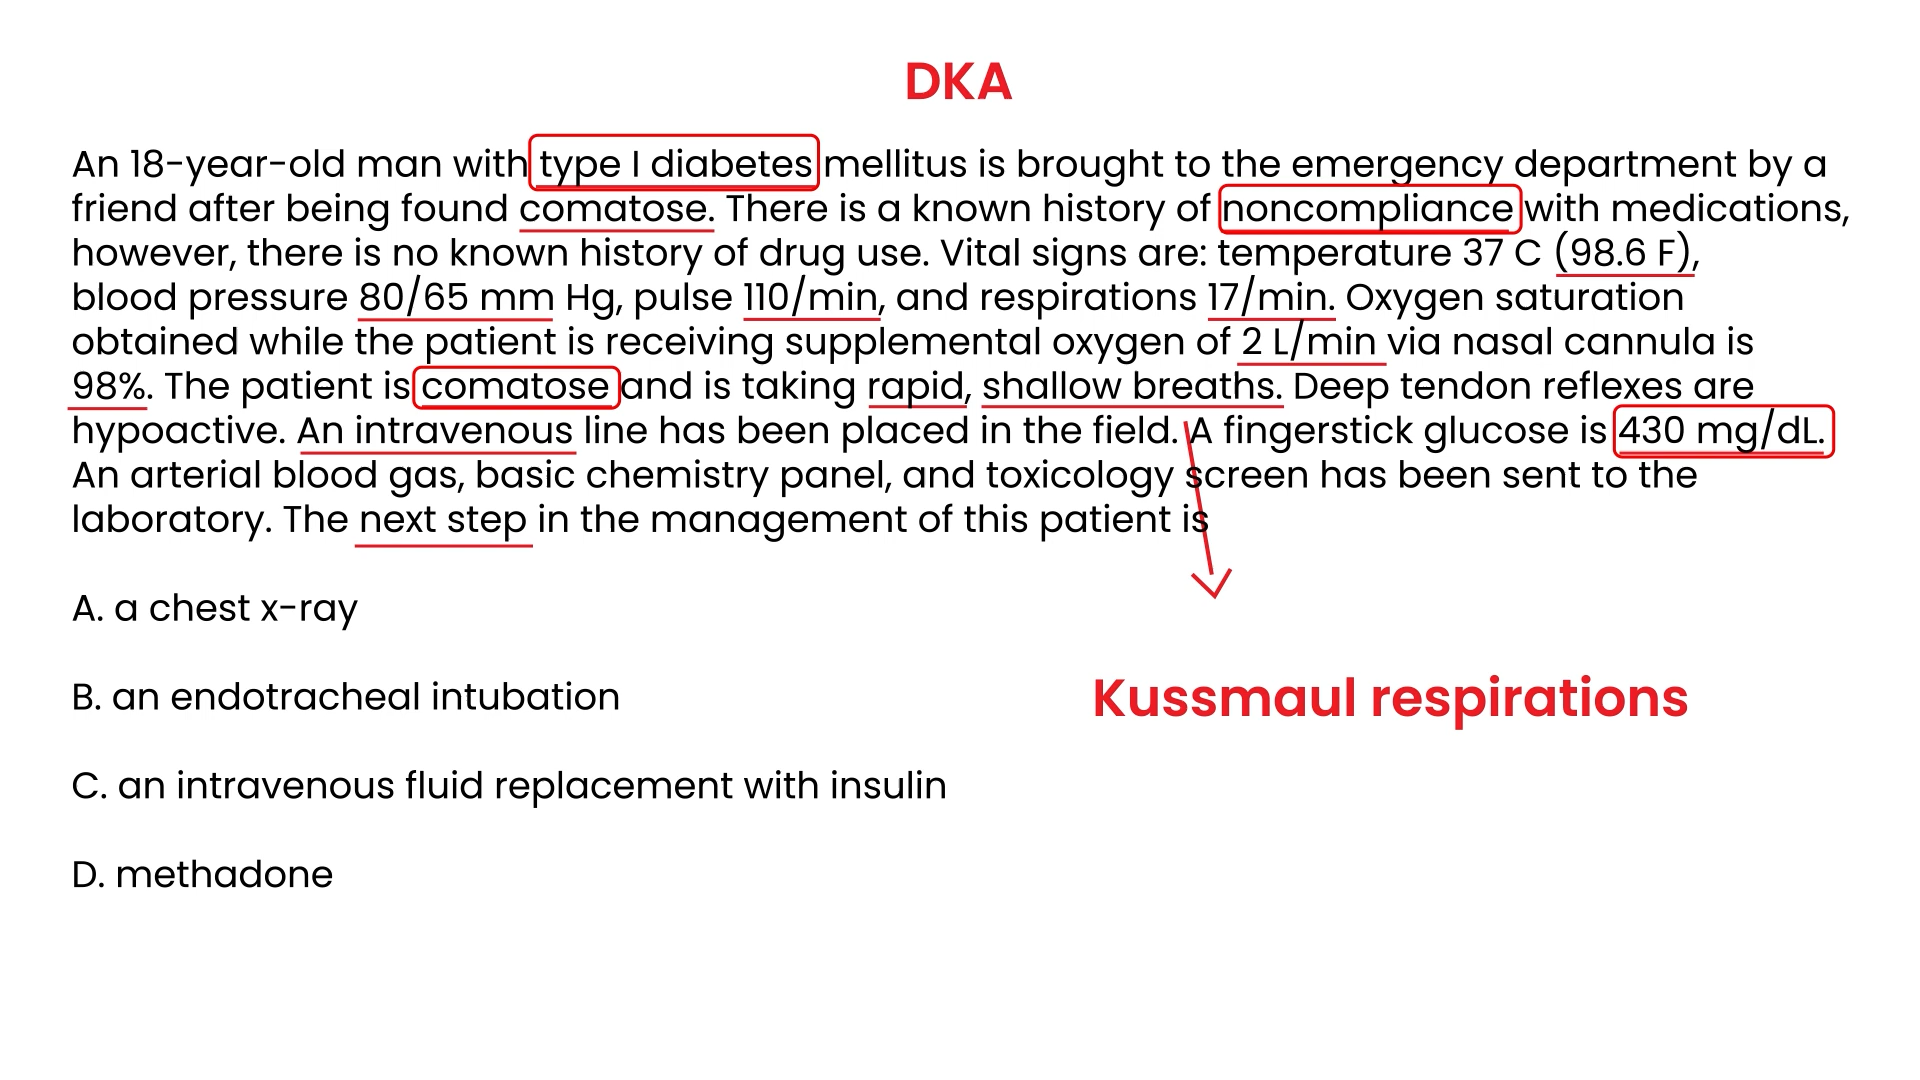 DKA
An 18-year-old man with type I diabetes mellitus is brought to the emergency department by a
friend after being found comatose. There is a known history of noncompliance with medications,
however, there is no known history of drug use. Vital signs are: temperature 37 C (98.6 F),
blood pressure 80/65 mm Hg, pulse 110/min, and respirations 17/min. Oxygen saturation
obtained while the patient is receiving supplemental oxygen of 2 L/min via nasal cannula is
98%. The patient is comatose and is taking rapid, shallow breaths. Deep tendon reflexes are
hypoactive. An intravenous line has been placed in the field. A fingerstick glucose is 430 mg/dL.
An arterial blood gas, basic chemistry panel, and toxicology screen has been sent to the
laboratory. The next step in the management of this patient is
A. a chest x-ray
B. an endotracheal intubation
Kussmaul respirations
C. an intravenous fluid replacement with insulin
D. methadone